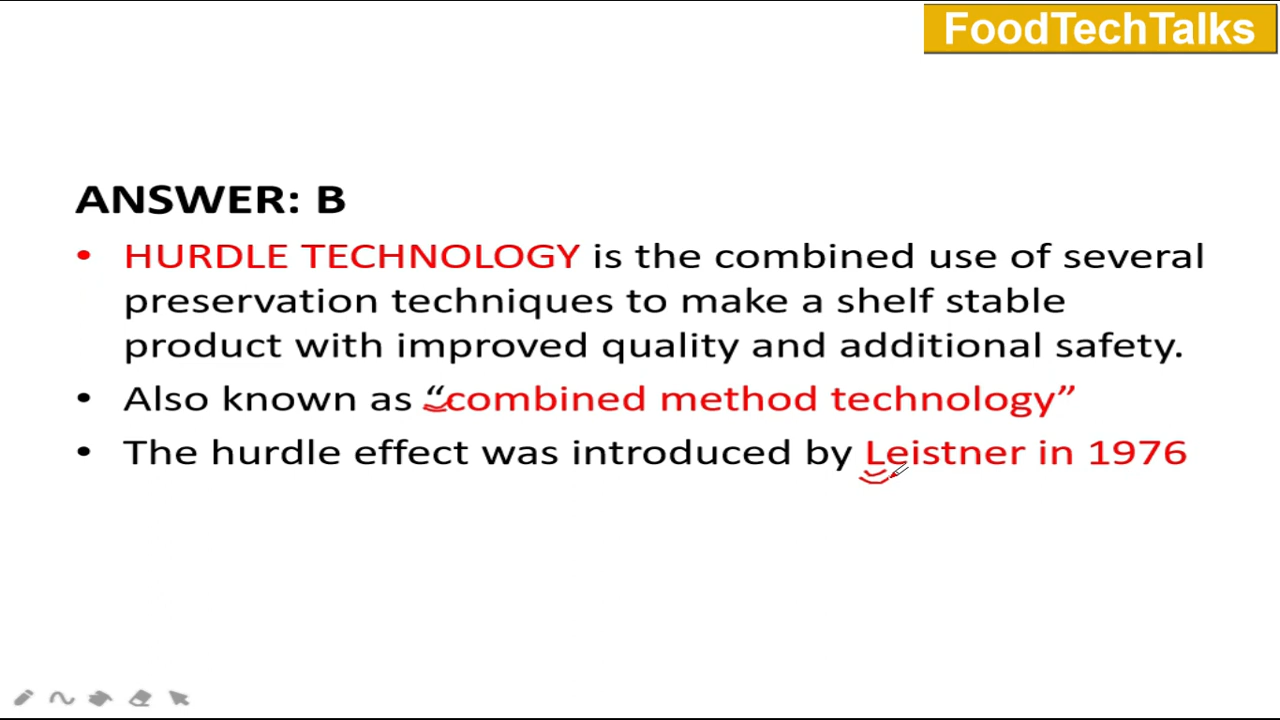 FoodTechTalks
ANSWER: B
• HURDLE TECHNOLOGY is the combined use of several
preservation techniques to make a shelf stable
product with improved quality and additional safety.
• Also known as “combined method technology”
• The hurdle effect was introduced by Leistner in 1976